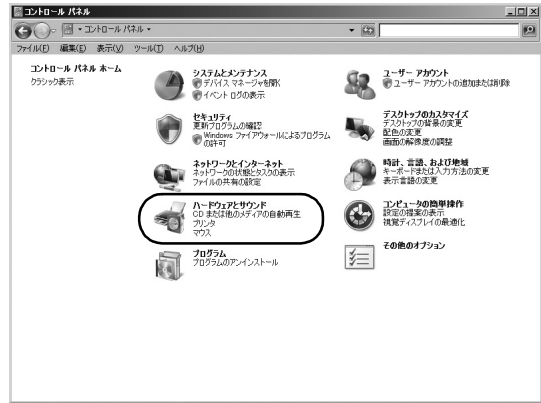 コントロール パネル
コントロール パネル
ファイル(F) 編集(E) 表示(V) ツール(T) ヘルプ(H)
コントロール パネル ホーム
クラシック表示
システムとメンテナンス
デバイス マネージャを開く
イベント ログの表示
セキュリティ
更新プログラムの確認
Windows ファイアウォールによるプログラム
の許可
ネットワークとインターネット
ネットワークの状態とタスクの表示
ファイルの共有の設定
ハードウェアとサウンド
CD または他のメディアの自動再生
プリンタ
マウス
プログラム
プログラムのアンインストール
ユーザー アカウント
ユーザー アカウントの追加または削除
デスクトップのカスタマイズ
デスクトップの背景の変更
配色の変更
画面の解像度の調整
時計、言語、および地域
キーボードまたは入力方法の変更
表示言語の変更
コンピュータの簡単操作
設定の提案の表示
視覚ディスプレイの最適化
その他のオプション